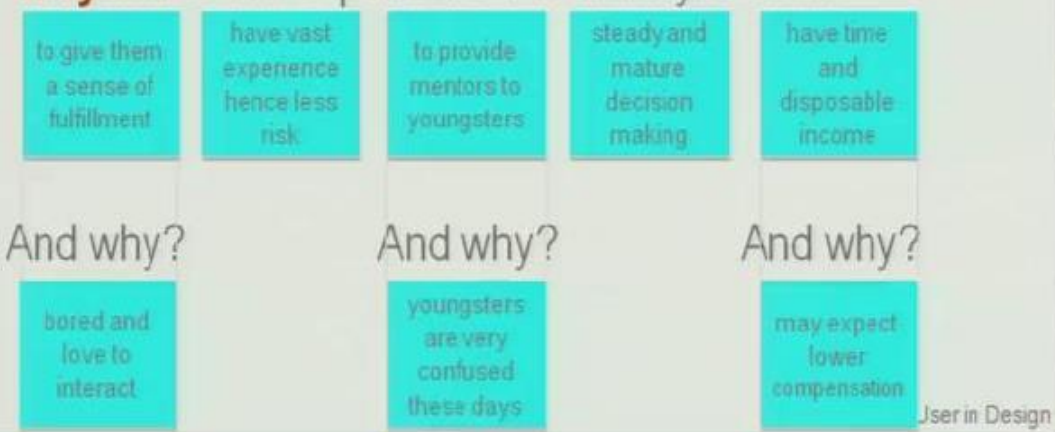 to give them
a sense of
fulfillment
have vast
experience
hence less
risk
to provide
mentors to
youngsters
steady and
mature
decision
making
have time
and
disposable
income
And why?
And why?
And why?
bored and
love to
interact
youngsters
are very
confused
these days
may expect
lower
compensation
User in Design